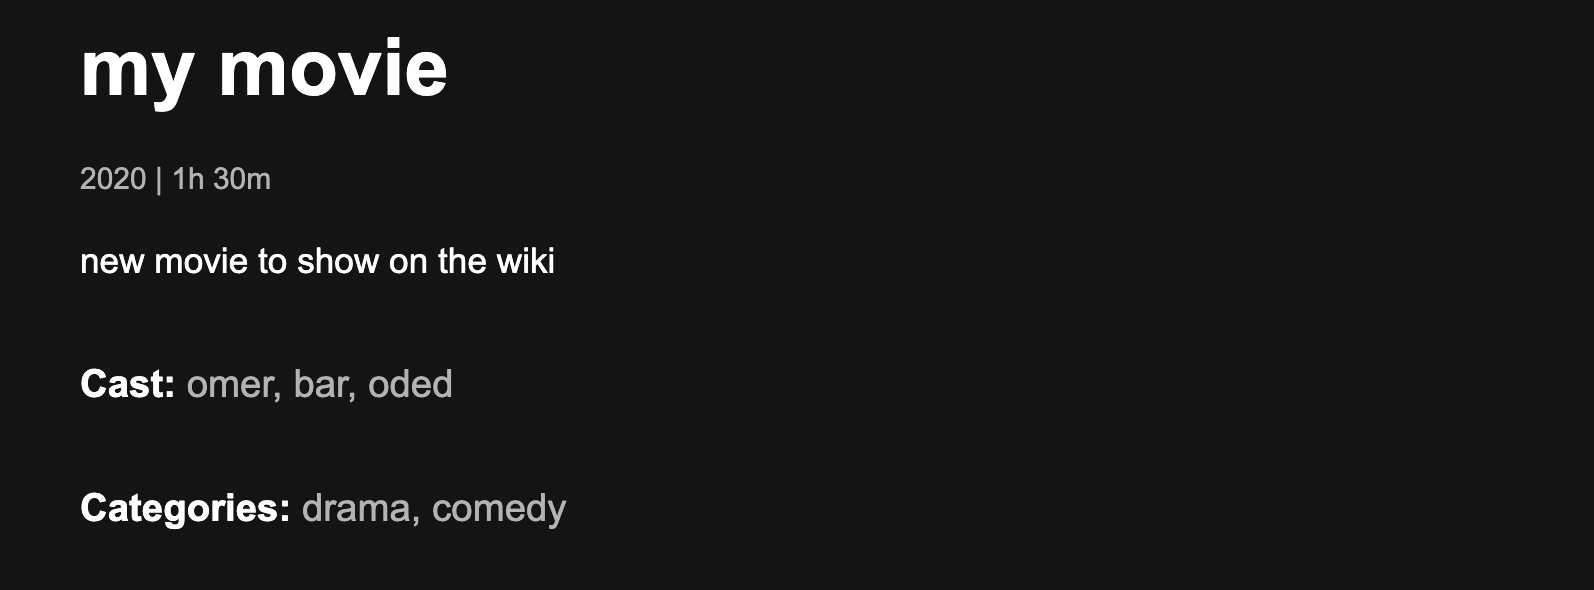 my movie
2020 | 1h 30m
new movie to show on the wiki
Cast: omer, bar, oded
Categories: drama, comedy